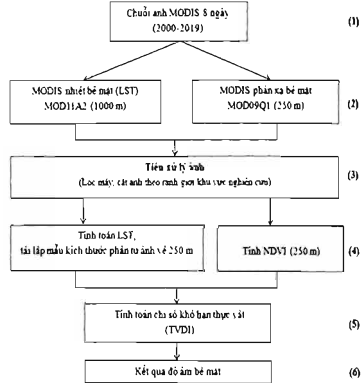 Chuỗi ảnh MODIS 8 ngày
(2000-2019)
(1)
MODIS nhiệt bề mặt (LST)
MOD11A2 (1000 m)
MODIS phản xạ bề mặt
MOD09Q1 (250 m)
(2)
Tiền xử lý ảnh
(Lọc mây, cắt ảnh theo ranh giới khu vực nghiên cứu)
(3)
Tính toán LST,
tái lập mẫu kích thước phần tử ảnh về 250 m
Tính NDVI (250 m)
(4)
Tính toán chỉ số khô hạn thực vật
(TVDI)
(5)
Kết quả độ ẩm bề mặt
(6)